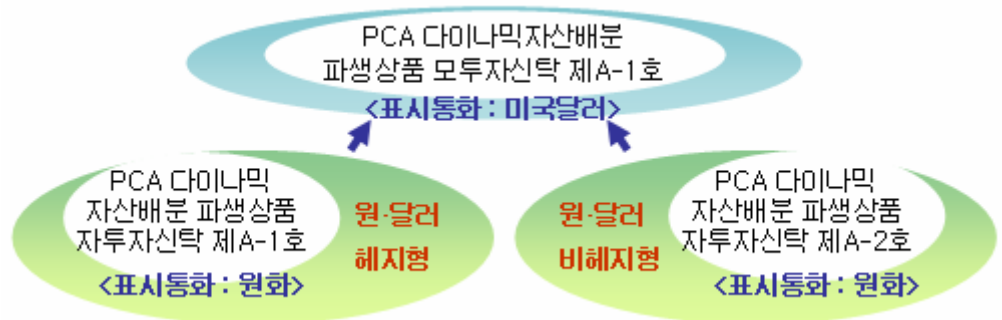 PCA 다이나믹자산배분
파생상품 모투자신탁 제A-1호
<표시통화 : 미국달러>
PCA 다이나믹
자산배분 파생상품
자투자신탁 제A-1호
<표시통화 : 원화>
원·달러
헤지형
원·달러
비헤지형
PCA 다이나믹
자산배분 파생상품
자투자신탁 제A-2호
<표시통화 : 원화>